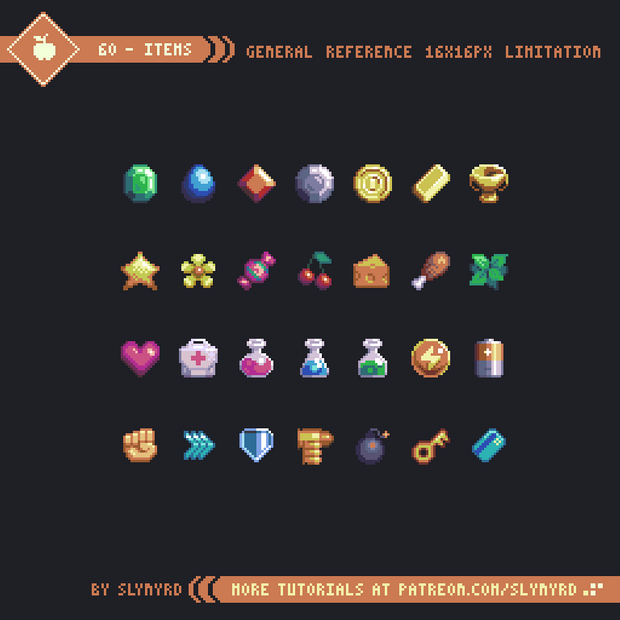 60 - ITEMS
GENERAL REFERENCE 16X16PX LIMITATION
BY SLYNYRD
MORE TUTORIALS AT PATREON.COM/SLYNYRD